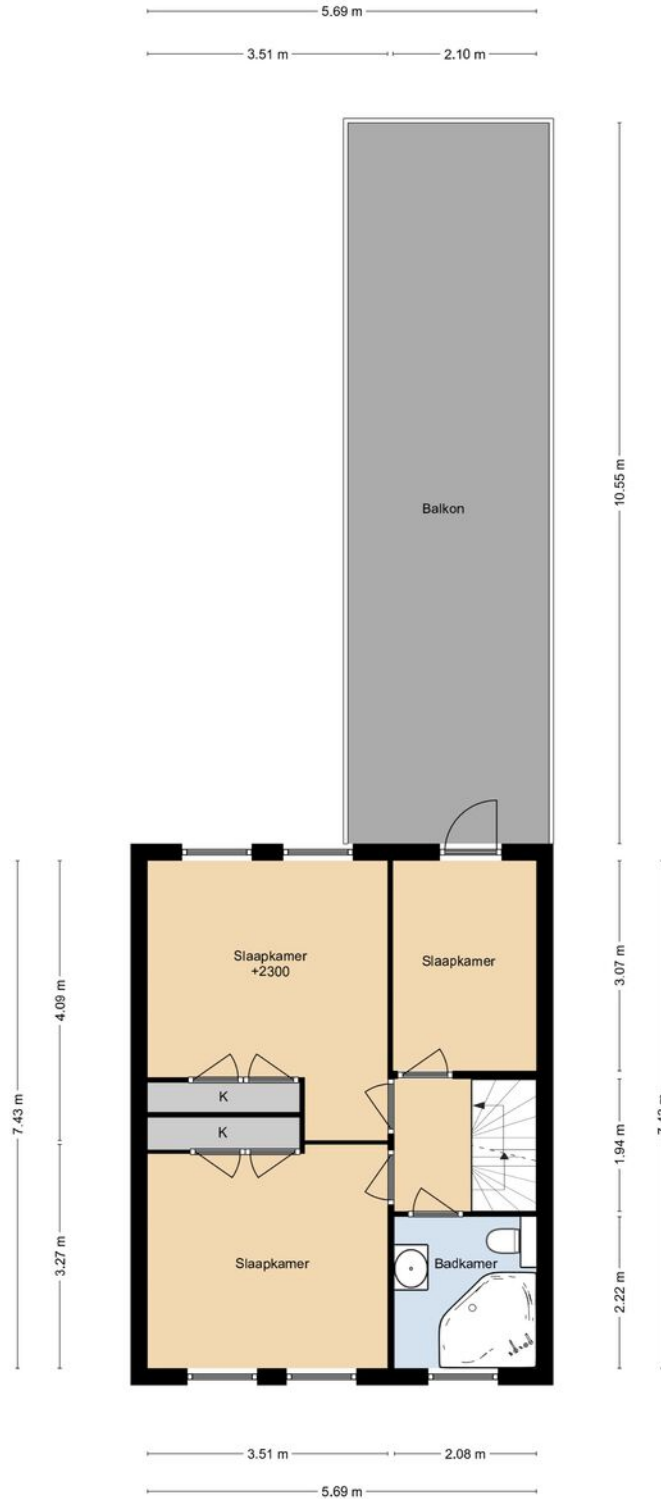 5.69 m
3.51 m
2.10 m
10.55 m
Balkon
Slaapkamer
+2300
Slaapkamer
3.07 m
4.09 m
7.43 m
K
K
1.94 m
3.27 m
Slaapkamer
Badkamer
2.22 m
3.51 m
2.08 m
5.69 m